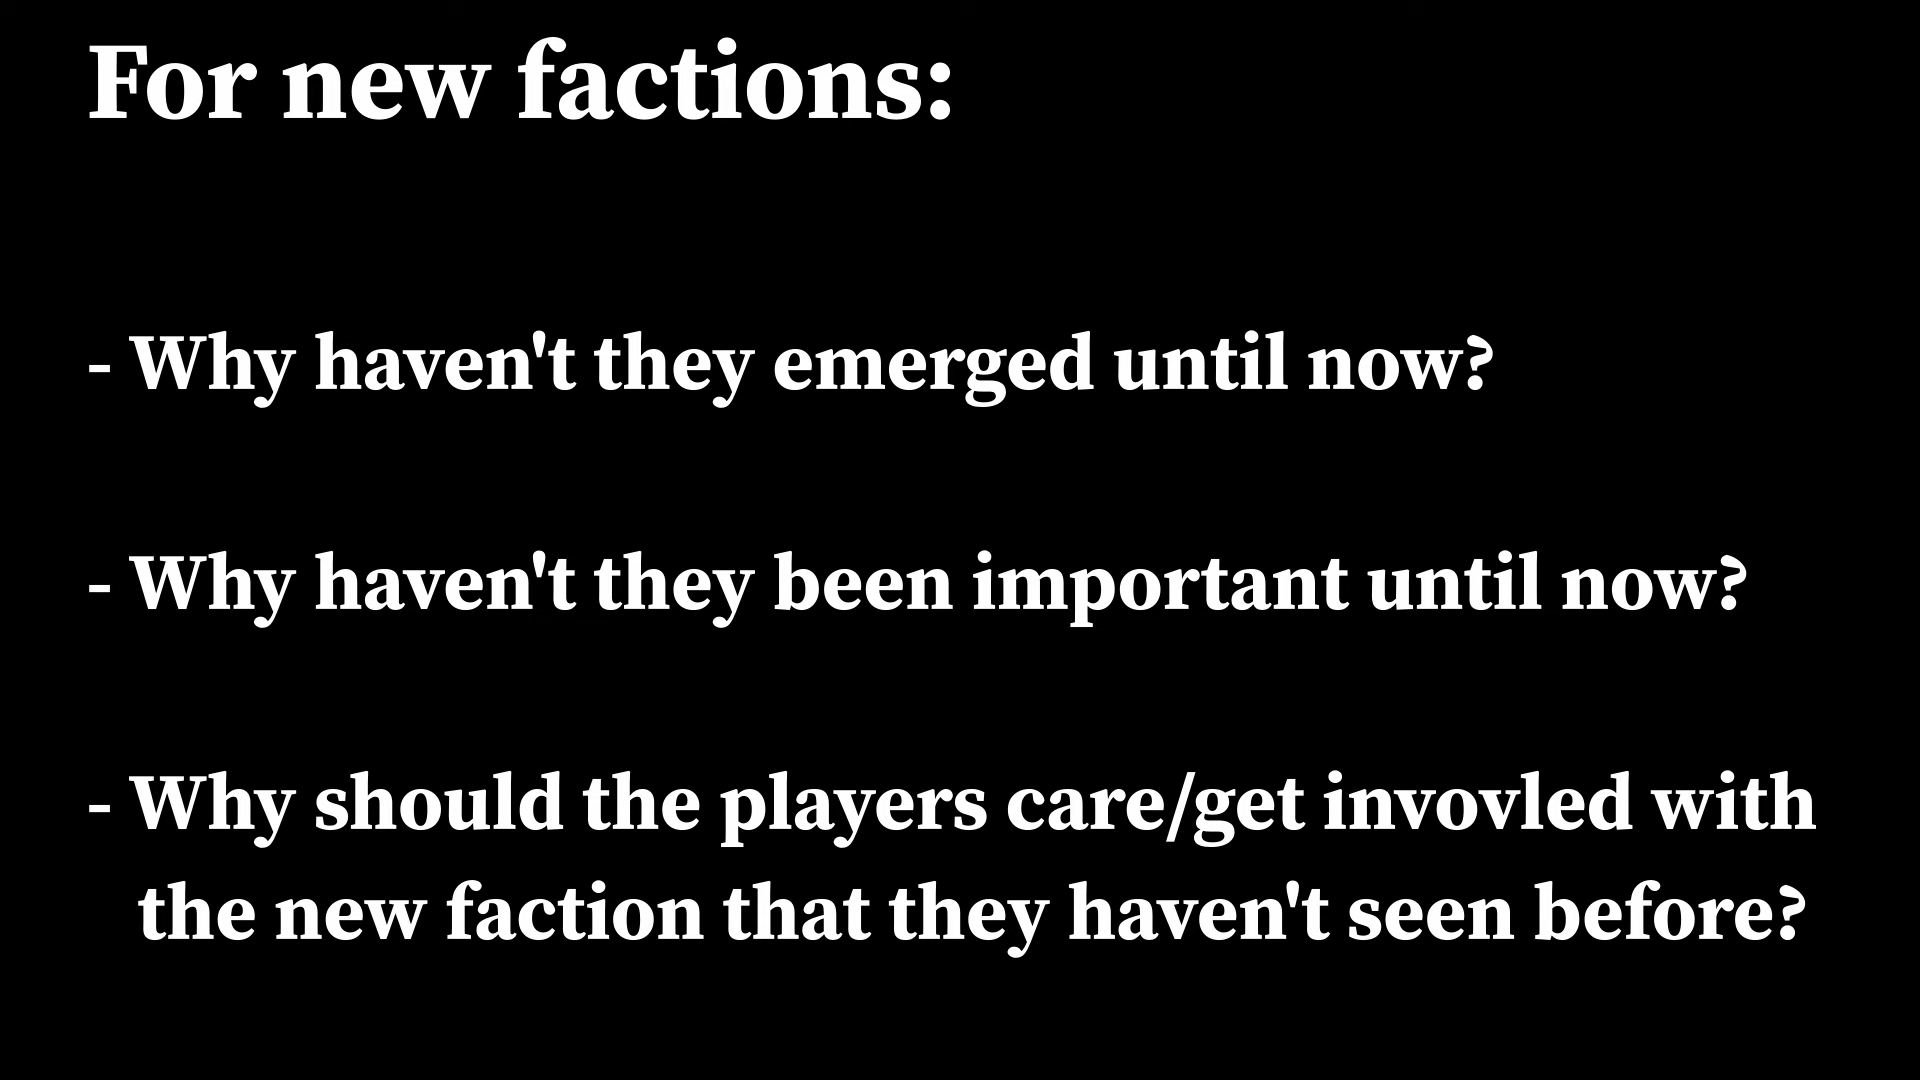 For new factions:
- Why haven't they emerged until now?
- Why haven't they been important until now?
- Why should the players care/get invovled with
the new faction that they haven't seen before?